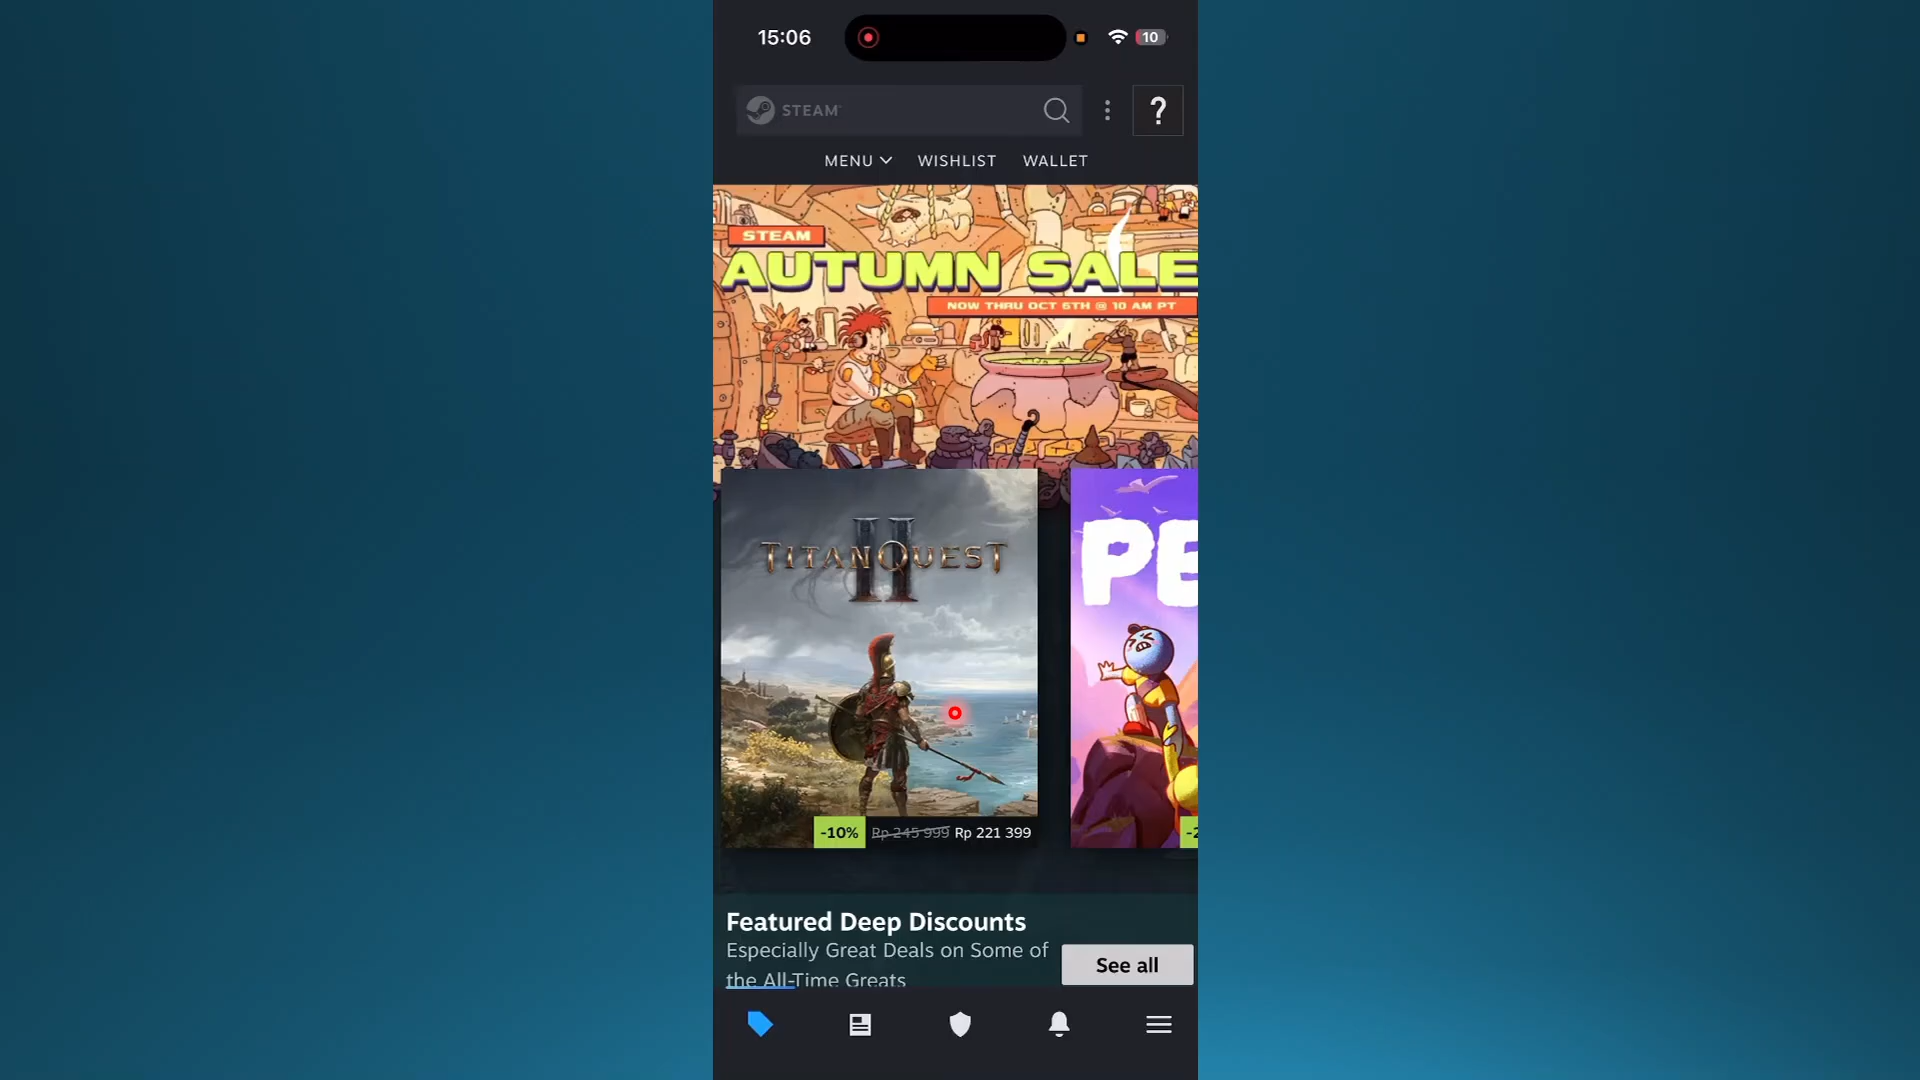 15:06
10
STEAM
?
MENU
WISHLIST
WALLET
STEAM
AUTUMN SALE
NOW THRU OCT 6TH @ 10 AM PT
TITAN QUEST
II
PE
-10% Rp 245 999 Rp 221 399
-2
Featured Deep Discounts
Especially Great Deals on Some of
the All-Time Greats
See all